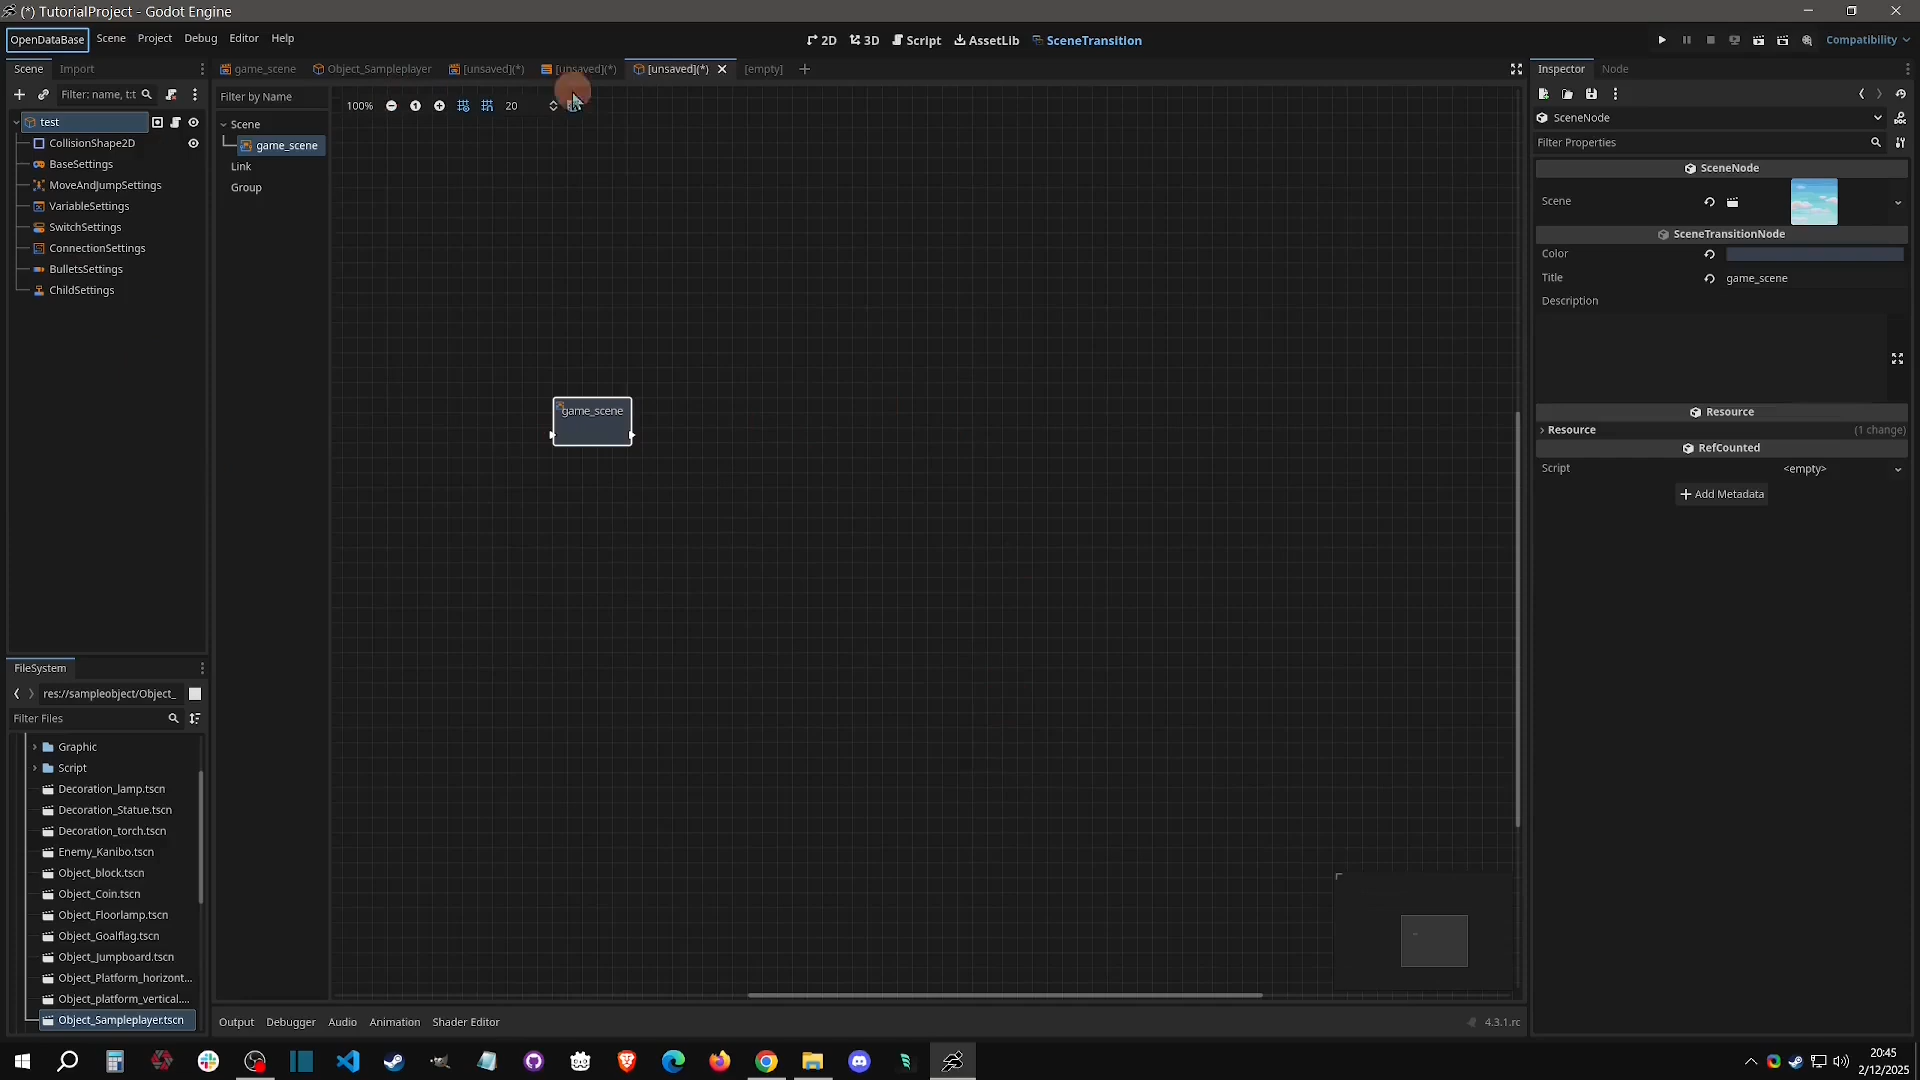 (*) TutorialProject - Godot Engine
OpenDataBase Scene Project Debug Editor Help
2D 3D Script AssetLib SceneTransition
Compatibility
Scene Import
game_scene Object_Sampleplayer [unsaved](*) [unsaved](*) [unsaved](*) [empty]
Inspector Node
Filter: name, t:t
Filter by Name
100% 20
test
CollisionShape2D
BaseSettings
MoveAndJumpSettings
VariableSettings
SwitchSettings
ConnectionSettings
BulletsSettings
ChildSettings
Scene
game_scene
Link
Group
game_scene
SceneNode
Filter Properties
SceneNode
Scene
SceneTransitionNode
Color
Title game_scene
Description
Resource
Resource (1 change)
RefCounted
Script <empty>
Add Metadata
FileSystem
res://sampleobject/Object_
Filter Files
Graphic
Script
Decoration_lamp.tscn
Decoration_Statue.tscn
Decoration_torch.tscn
Enemy_Kanibo.tscn
Object_block.tscn
Object_Coin.tscn
Object_Floorlamp.tscn
Object_Goalflag.tscn
Object_Jumpboard.tscn
Object_Platform_horizont...
Object_platform_vertical....
Object_Sampleplayer.tscn
Output Debugger Audio Animation Shader Editor
4.3.1.rc
20:45
2/12/2025